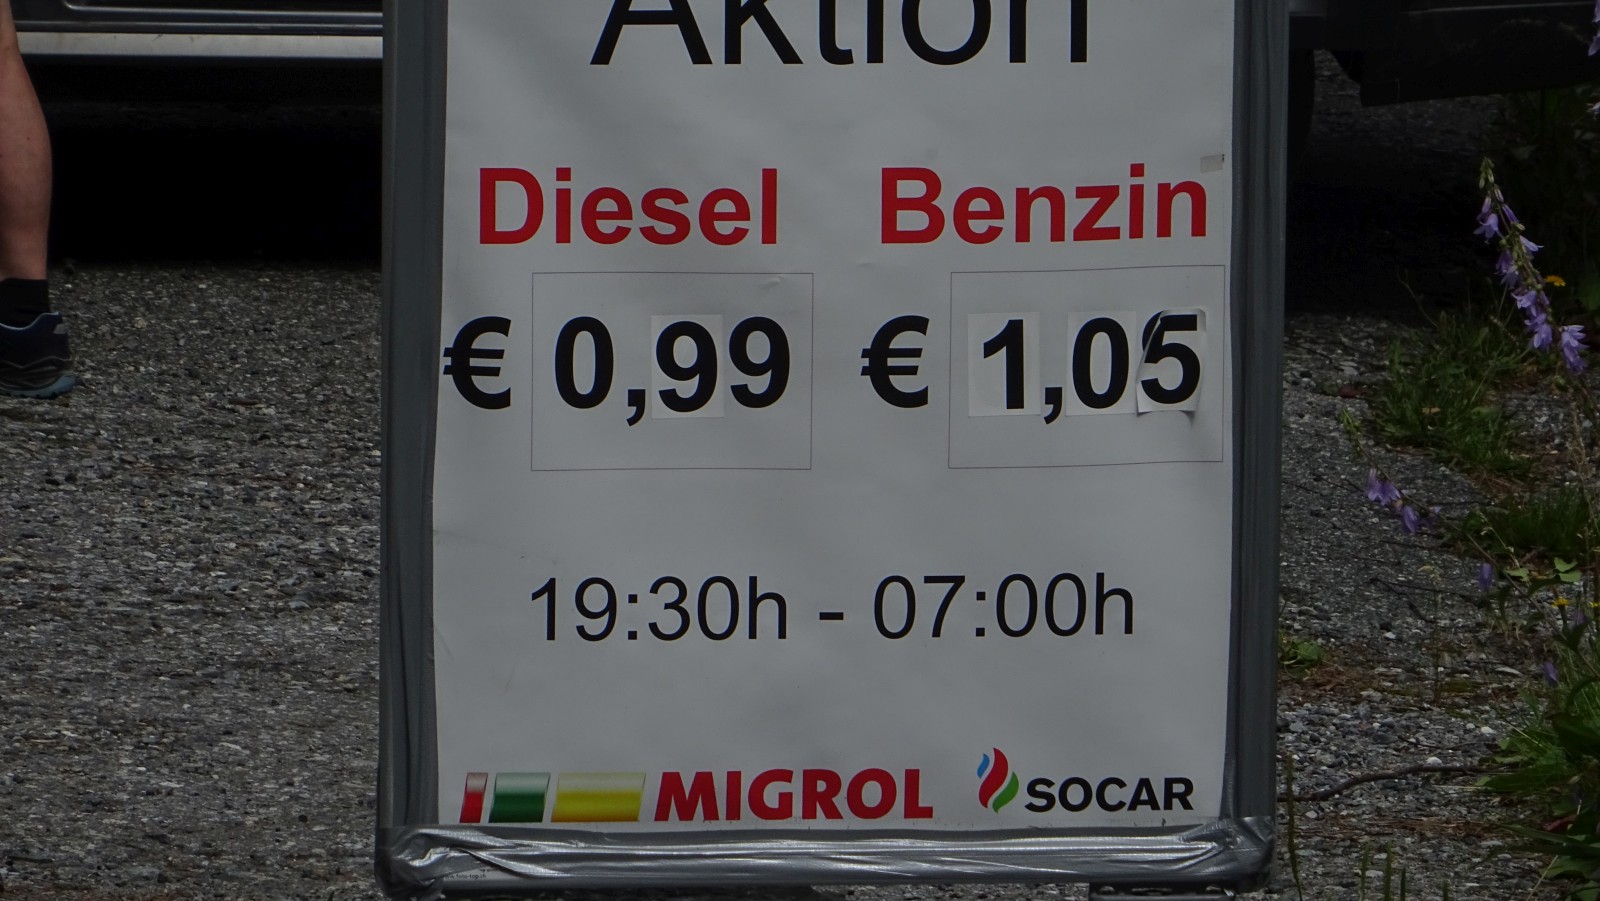 Aktion
Diesel Benzin
€ 0,99 € 1,05
19:30h - 07:00h
MIGROL SOCAR